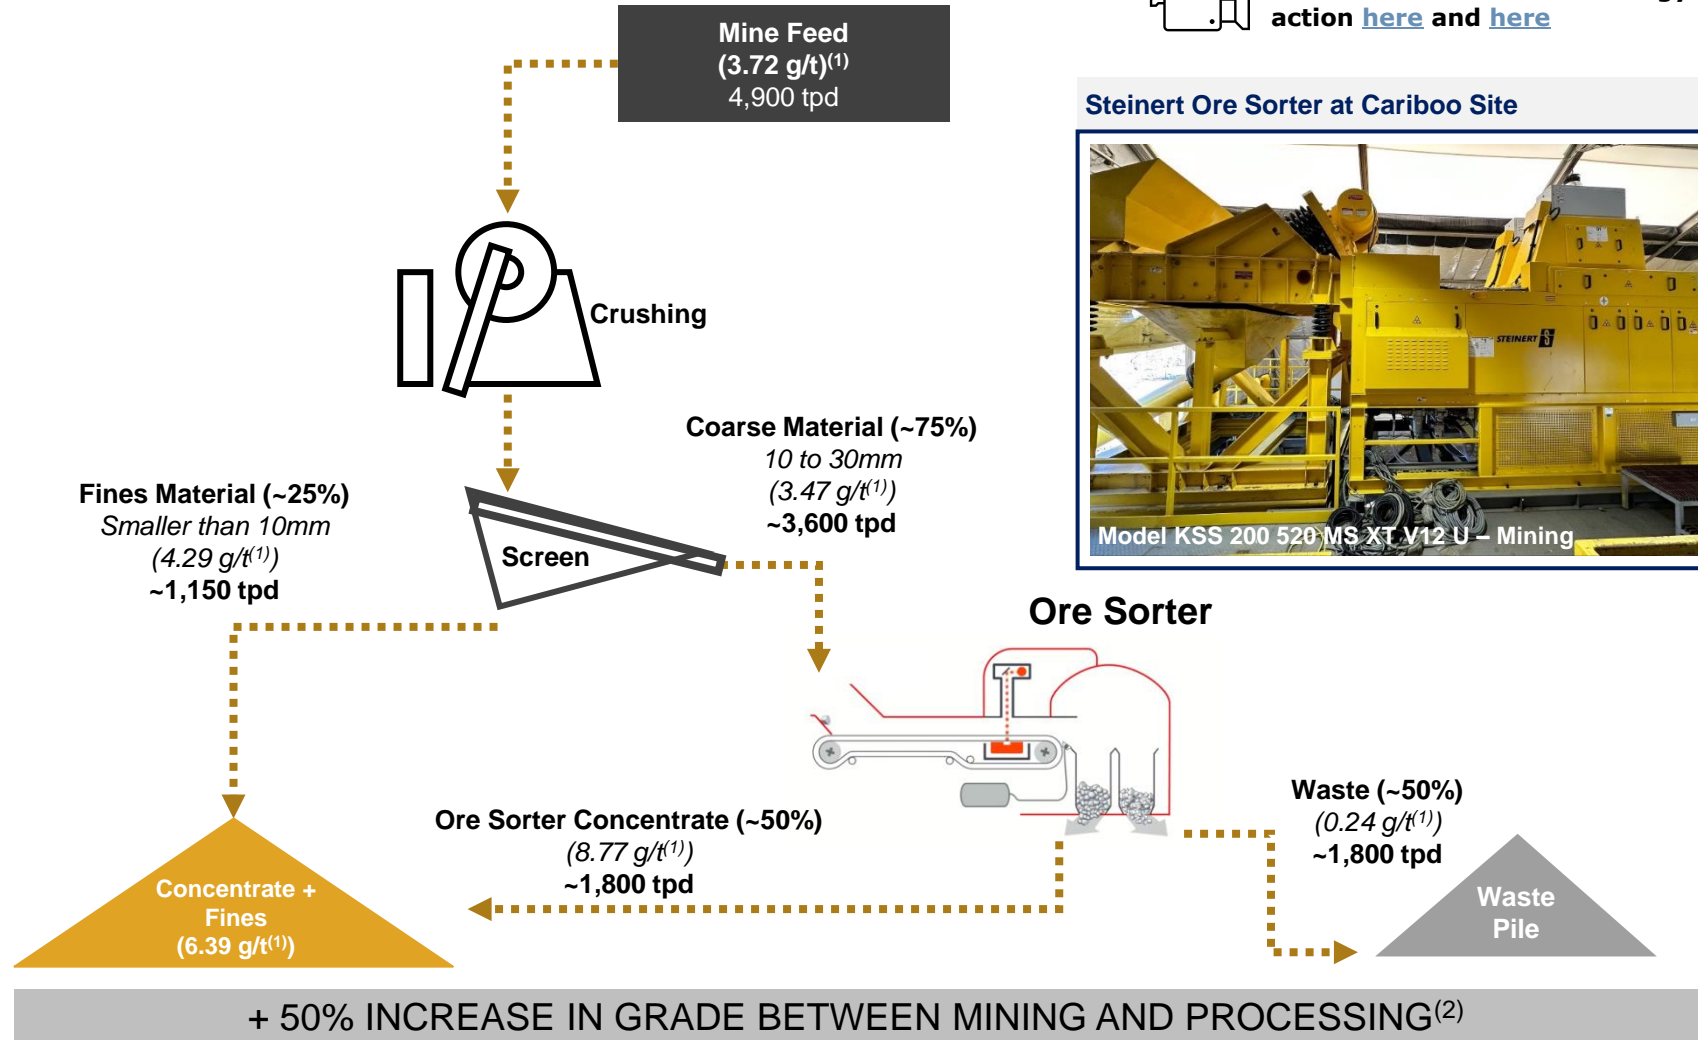 action here and here
Mine Feed
(3.72 g/t)(1)
4,900 tpd
Steinert Ore Sorter at Cariboo Site
STEINERT
Model KSS 200 520 MS XT V12 U – Mining
Crushing
Coarse Material (~75%)
10 to 30mm
(3.47 g/t(1))
~3,600 tpd
Fines Material (~25%)
Smaller than 10mm
(4.29 g/t(1))
~1,150 tpd
Screen
Ore Sorter
Ore Sorter Concentrate (~50%)
(8.77 g/t(1))
~1,800 tpd
Waste (~50%)
(0.24 g/t(1))
~1,800 tpd
Concentrate +
Fines
(6.39 g/t(1))
Waste
Pile
+ 50% INCREASE IN GRADE BETWEEN MINING AND PROCESSING(2)